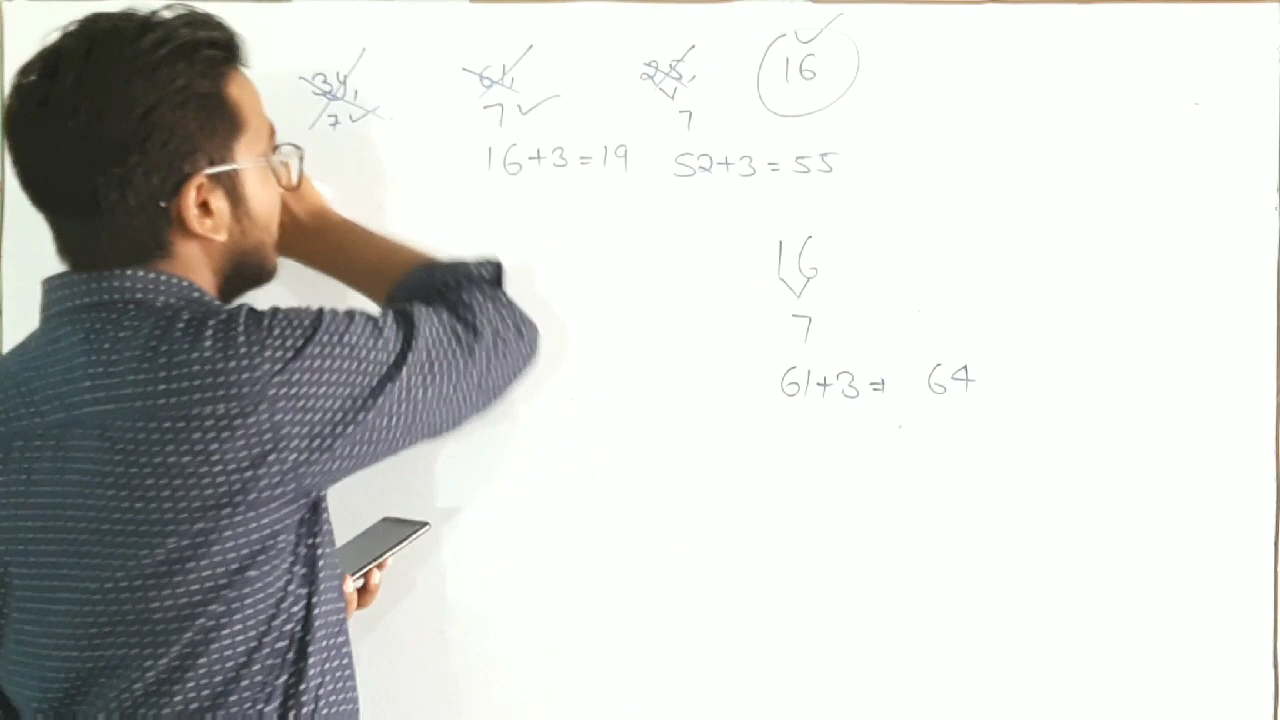 34, 61, 25, 16
7 7 7
16+3=19 52+3=55
16
7
61+3= 64